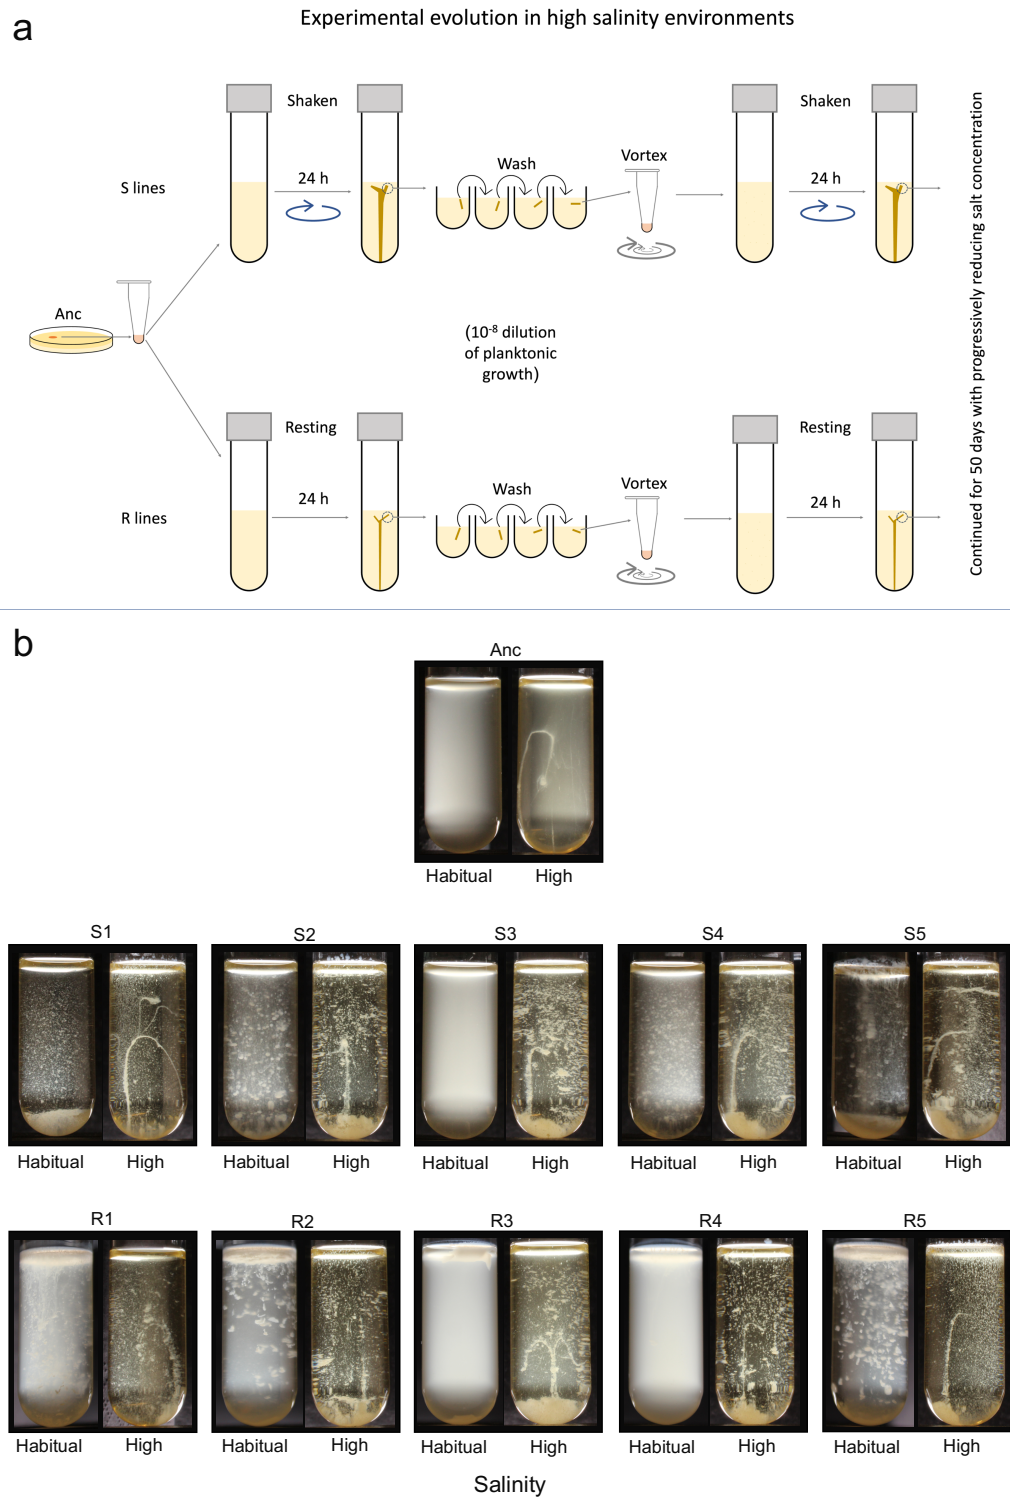 a
Experimental evolution in high salinity environments
Shaken
Shaken
Wash
Vortex
S lines
24 h
24 h
Anc
(10⁻⁸ dilution
of planktonic
growth)
Continued for 50 days with progressively reducing salt concentration
Resting
Resting
Wash
Vortex
24 h
24 h
R lines
b
Anc
Habitual High
S1 S2 S3 S4 S5
Habitual High Habitual High Habitual High Habitual High Habitual High
R1 R2 R3 R4 R5
Habitual High Habitual High Habitual High Habitual High Habitual High
Salinity